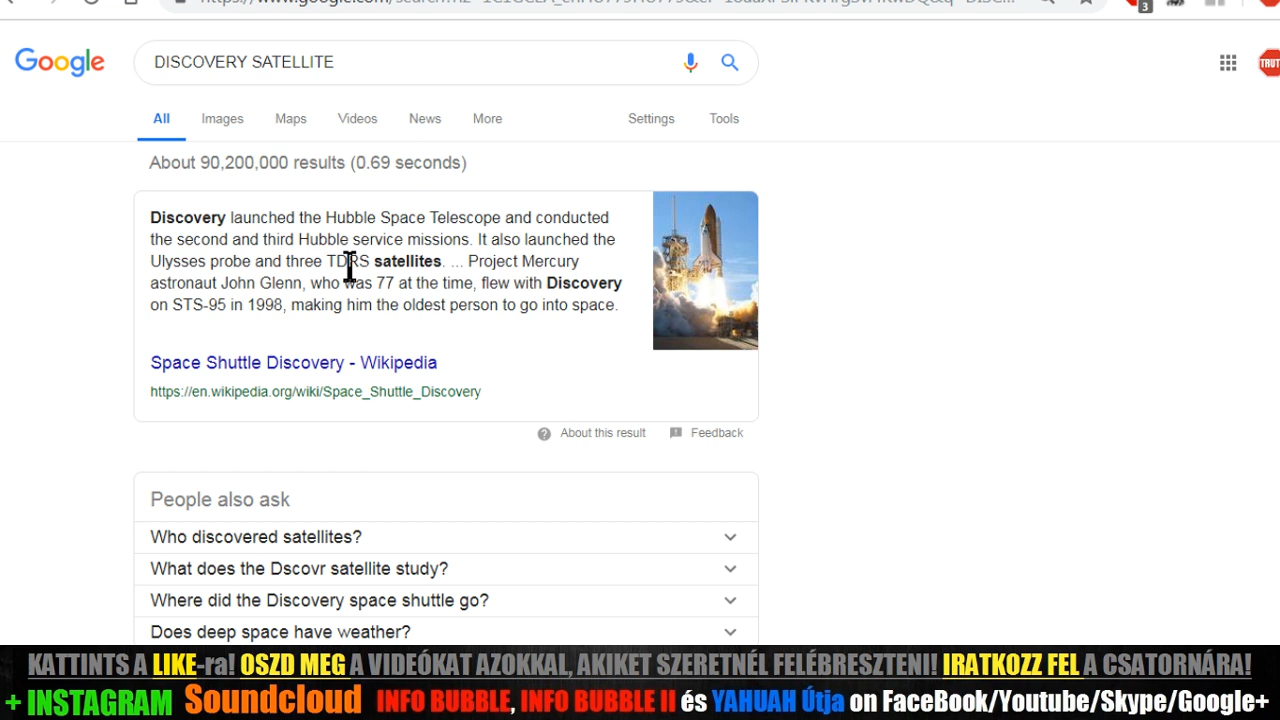 Google
DISCOVERY SATELLITE
TRUT
3
All Images Maps Videos News More Settings Tools
About 90,200,000 results (0.69 seconds)
Discovery launched the Hubble Space Telescope and conducted
the second and third Hubble service missions. It also launched the
Ulysses probe and three TDRS satellites. ... Project Mercury
astronaut John Glenn, who was 77 at the time, flew with Discovery
on STS-95 in 1998, making him the oldest person to go into space.
Space Shuttle Discovery - Wikipedia
https://en.wikipedia.org/wiki/Space_Shuttle_Discovery
About this result Feedback
People also ask
Who discovered satellites?
What does the Dscovr satellite study?
Where did the Discovery space shuttle go?
Does deep space have weather?
KATTINTS A LIKE-ra! OSZD MEG A VIDEÓKAT AZOKKAL, AKIKET SZERETNÉL FELÉBRESZTENI! IRATKOZZ FEL A CSATORNÁRA!
+ INSTAGRAM Soundcloud INFO BUBBLE, INFO BUBBLE II és YAHUAH Útja on FaceBook/Youtube/Skype/Google+